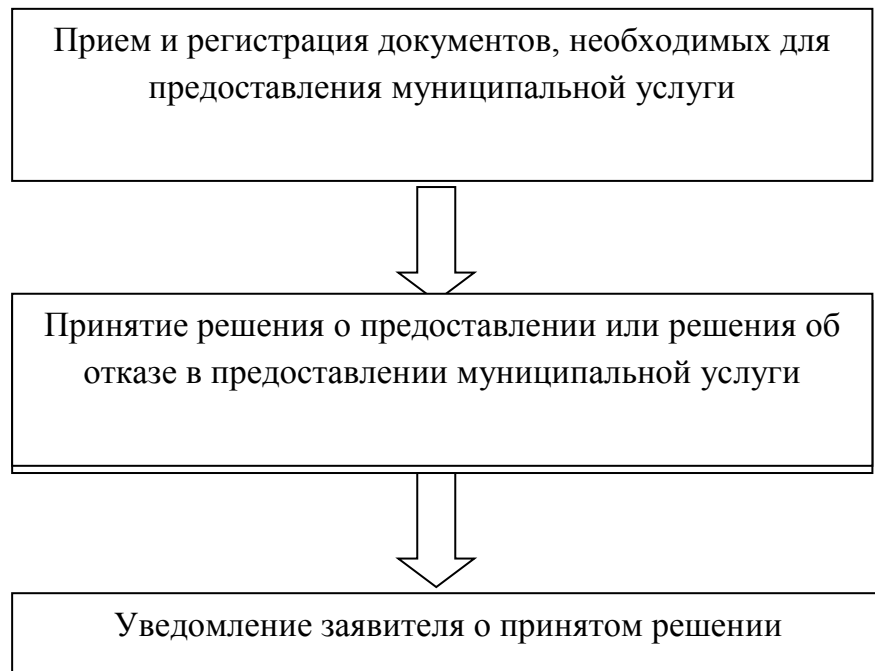 Прием и регистрация документов, необходимых для
предоставления муниципальной услуги
Принятие решения о предоставлении или решения об
отказе в предоставлении муниципальной услуги
Уведомление заявителя о принятом решении